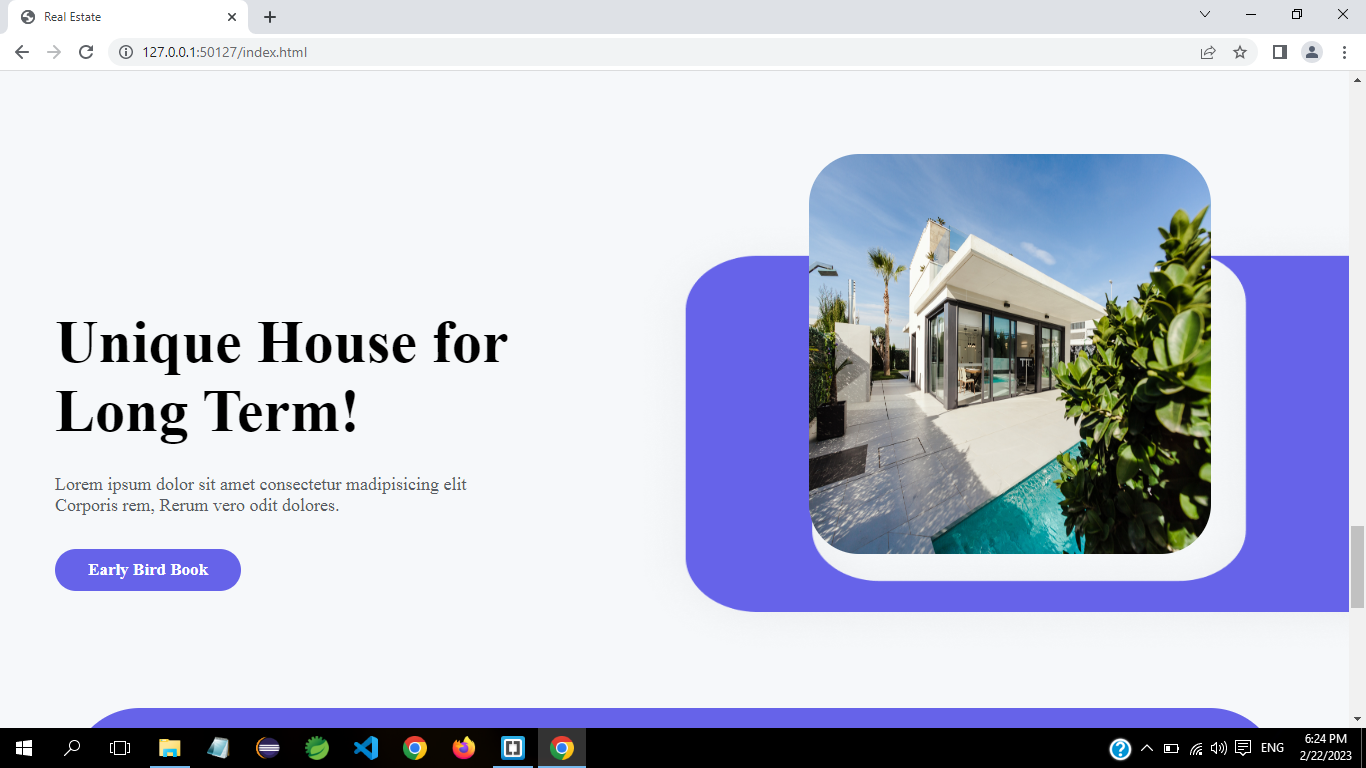 Real Estate
127.0.0.1:50127/index.html
Unique House for
Long Term!
Lorem ipsum dolor sit amet consectetur madipisicing elit
Corporis rem, Rerum vero odit dolores.
Early Bird Book
ENG
6:24 PM
2/22/2023